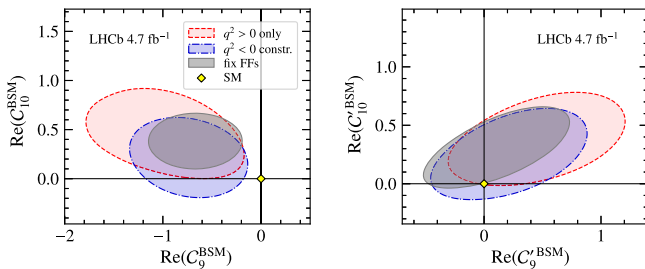 LHCb 4.7 fb⁻¹
q² > 0 only
q² < 0 constr.
fix FFs
SM
Re(𝒞₁₀^BSM)
1.5
1.0
0.5
0.0
−2
−1
0
Re(𝒞₉^BSM)
LHCb 4.7 fb⁻¹
Re(𝒞′₁₀^BSM)
1.0
0.5
0.0
0
1
Re(𝒞′₉^BSM)